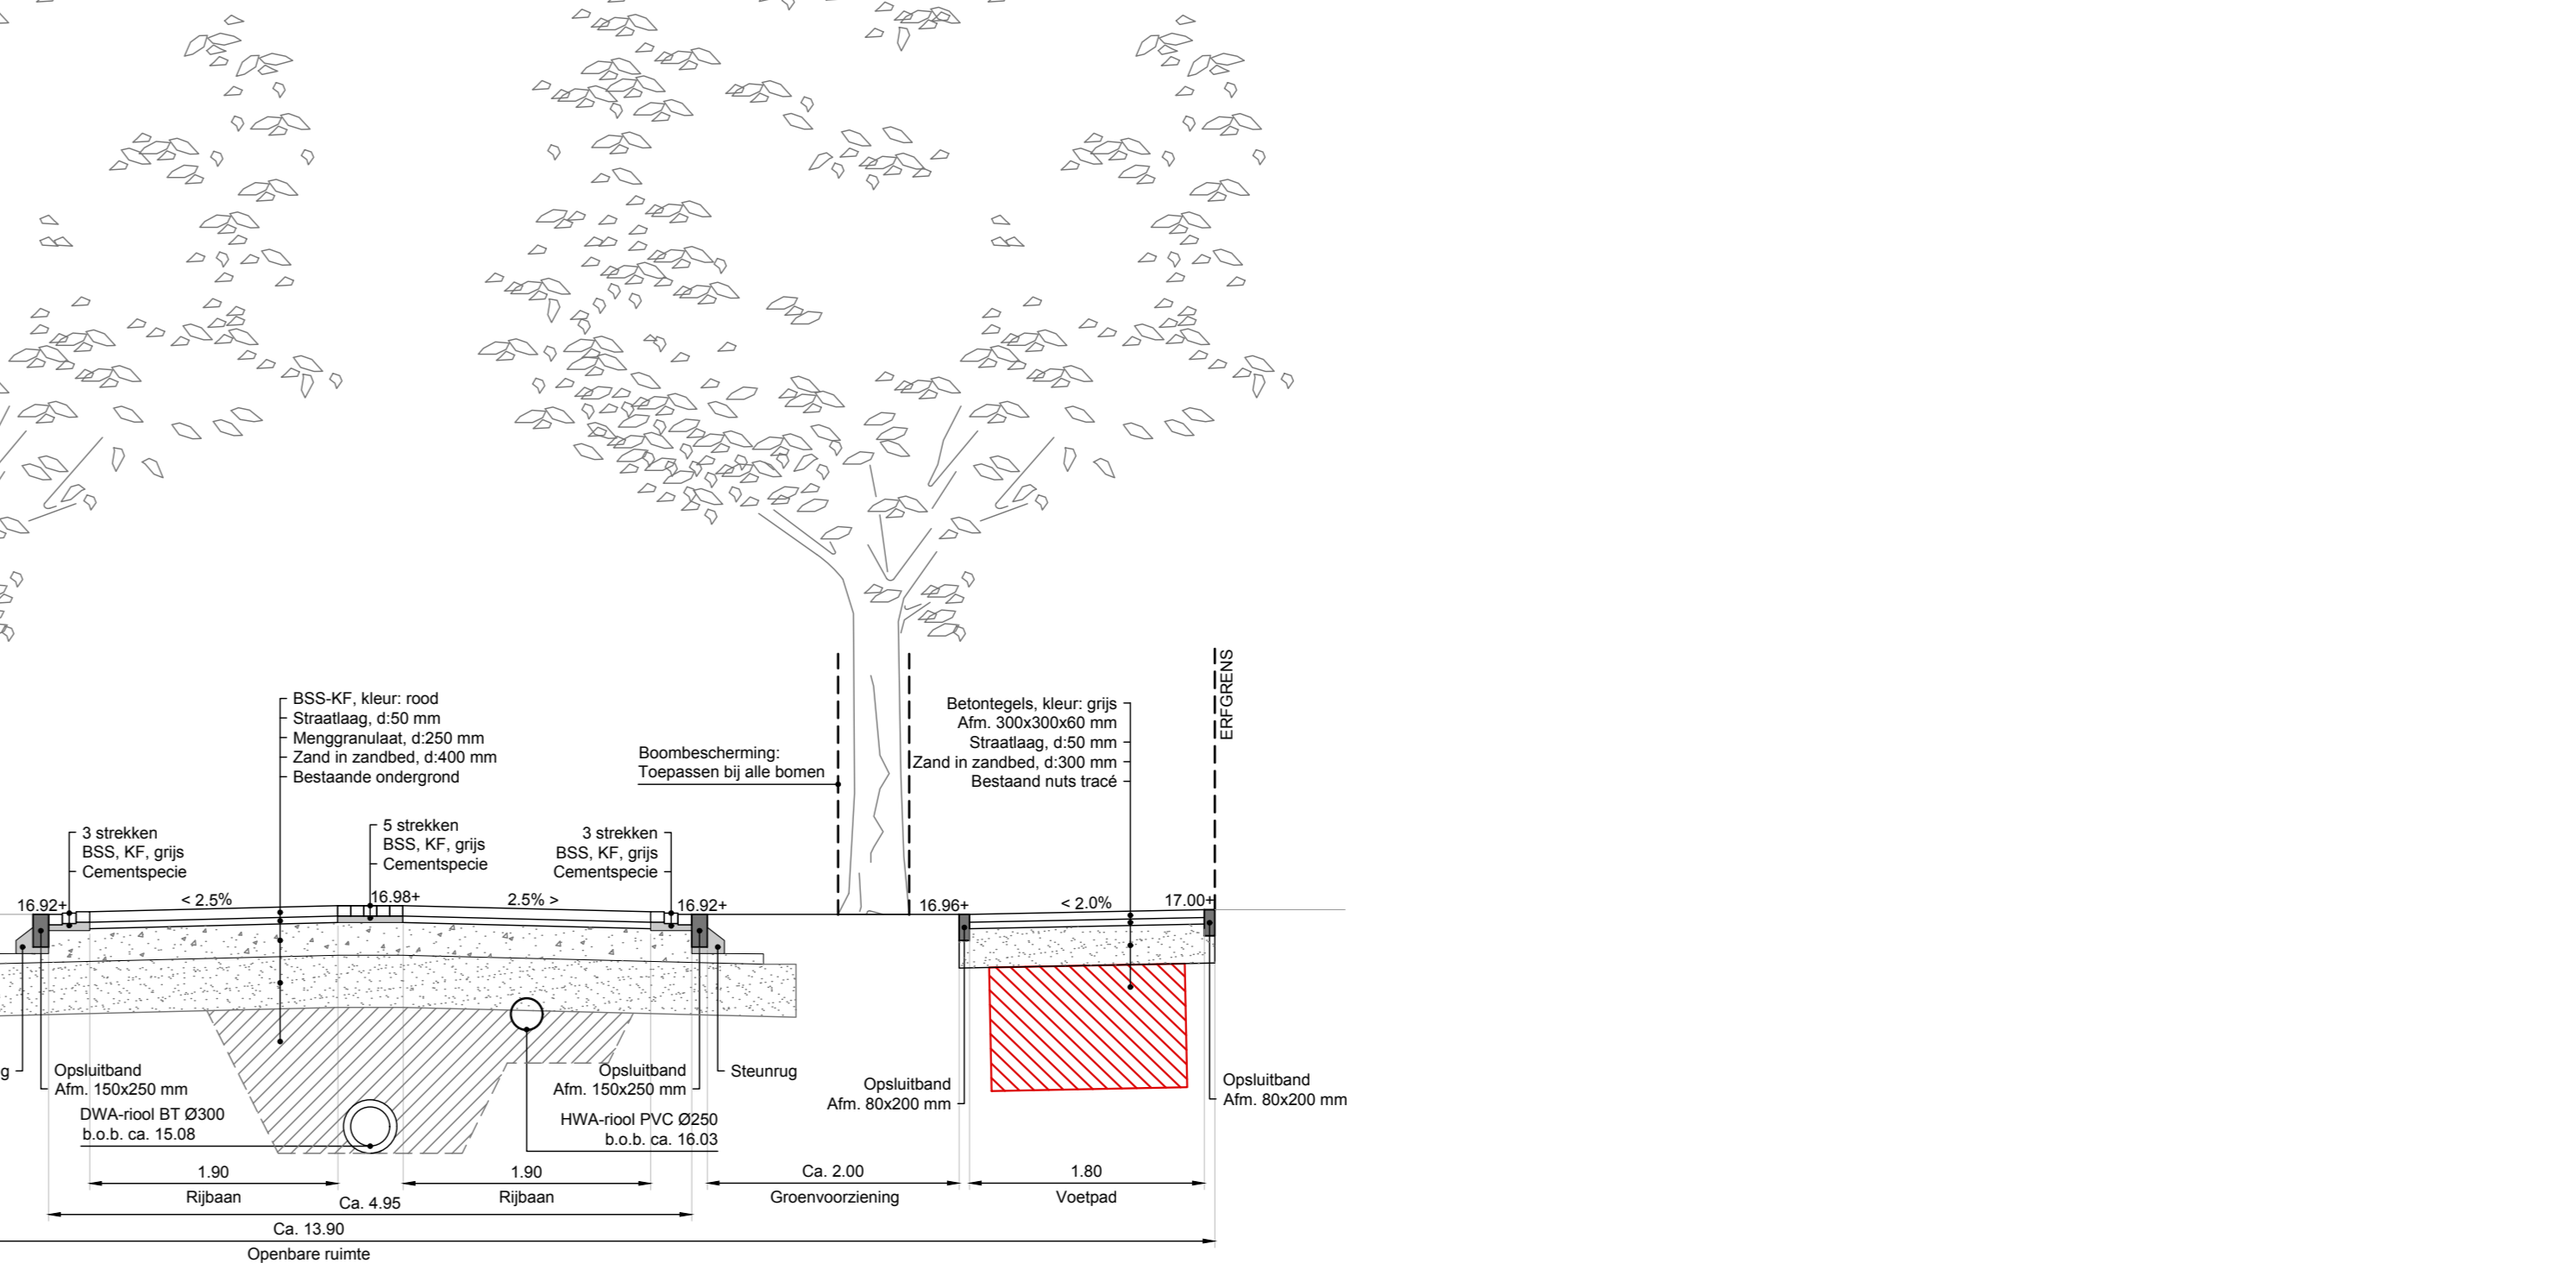 ERFGRENS
BSS-KF, kleur: rood
Straatlaag, d:50 mm
Menggranulaat, d:250 mm
Zand in zandbed, d:400 mm
Bestaande ondergrond
Boombescherming:
Toepassen bij alle bomen
Betontegels, kleur: grijs
Afm. 300x300x60 mm
Straatlaag, d:50 mm
Zand in zandbed, d:300 mm
Bestaand nuts tracé
3 strekken
BSS, KF, grijs
Cementspecie
5 strekken
BSS, KF, grijs
Cementspecie
3 strekken
BSS, KF, grijs
Cementspecie
16.92+
< 2.5%
16.98+
2.5% >
16.92+
16.96+
< 2.0%
17.00+
g
Opsluitband
Afm. 150x250 mm
DWA-riool BT Ø300
b.o.b. ca. 15.08
Opsluitband
Afm. 150x250 mm
HWA-riool PVC Ø250
b.o.b. ca. 16.03
Steunrug
Opsluitband
Afm. 80x200 mm
Opsluitband
Afm. 80x200 mm
1.90
Rijbaan
1.90
Rijbaan
Ca. 2.00
Groenvoorziening
1.80
Voetpad
Ca. 4.95
Ca. 13.90
Openbare ruimte